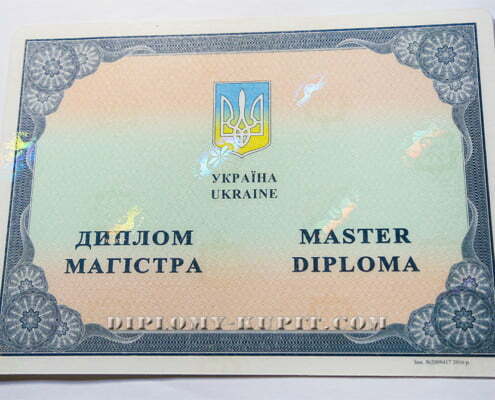 УКРАЇНА
UKRAINE
ДИПЛОМ
МАГІСТРА
MASTER
DIPLOMA
DIPLOMY-KUPIT.COM